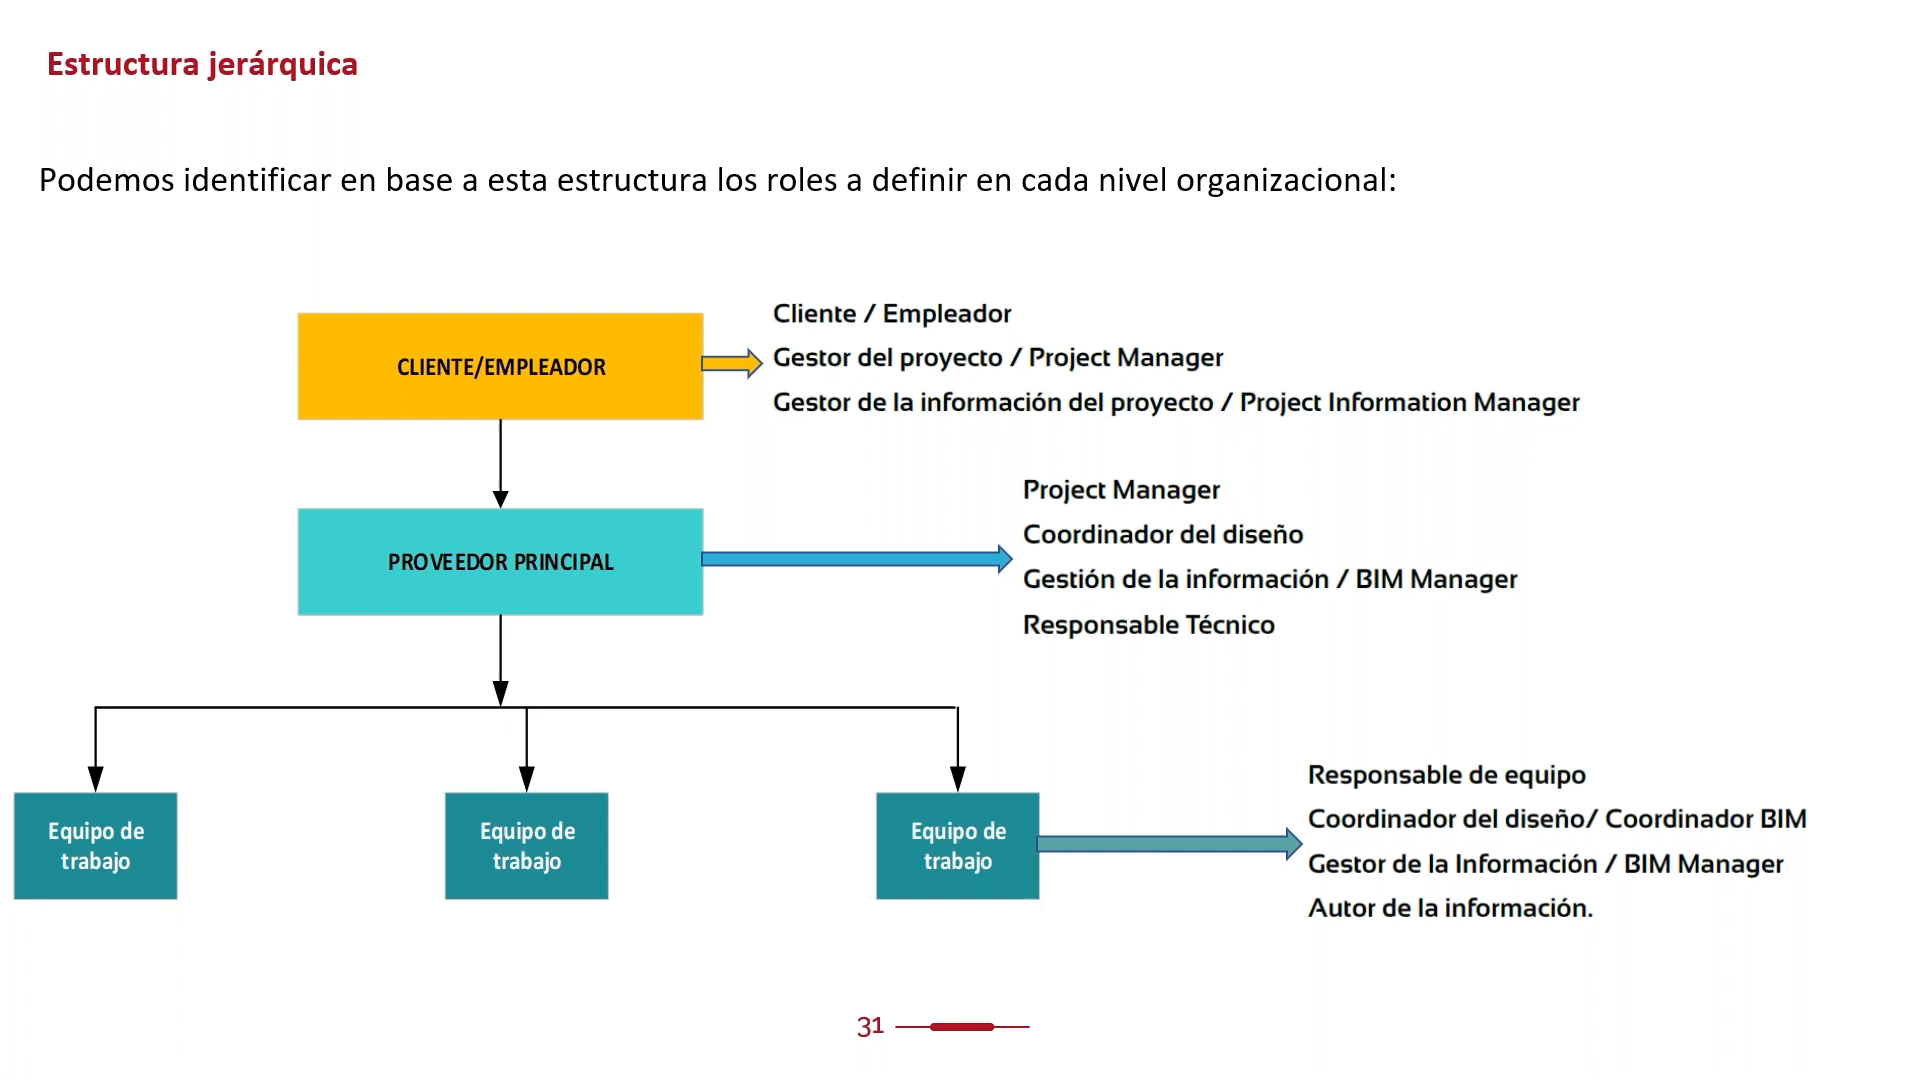 Estructura jerárquica
Podemos identificar en base a esta estructura los roles a definir en cada nivel organizacional:
CLIENTE/EMPLEADOR
Cliente / Empleador
Gestor del proyecto / Project Manager
Gestor de la información del proyecto / Project Information Manager
PROVEEDOR PRINCIPAL
Project Manager
Coordinador del diseño
Gestión de la información / BIM Manager
Responsable Técnico
Equipo de
trabajo
Equipo de
trabajo
Equipo de
trabajo
Responsable de equipo
Coordinador del diseño/ Coordinador BIM
Gestor de la Información / BIM Manager
Autor de la información.
31